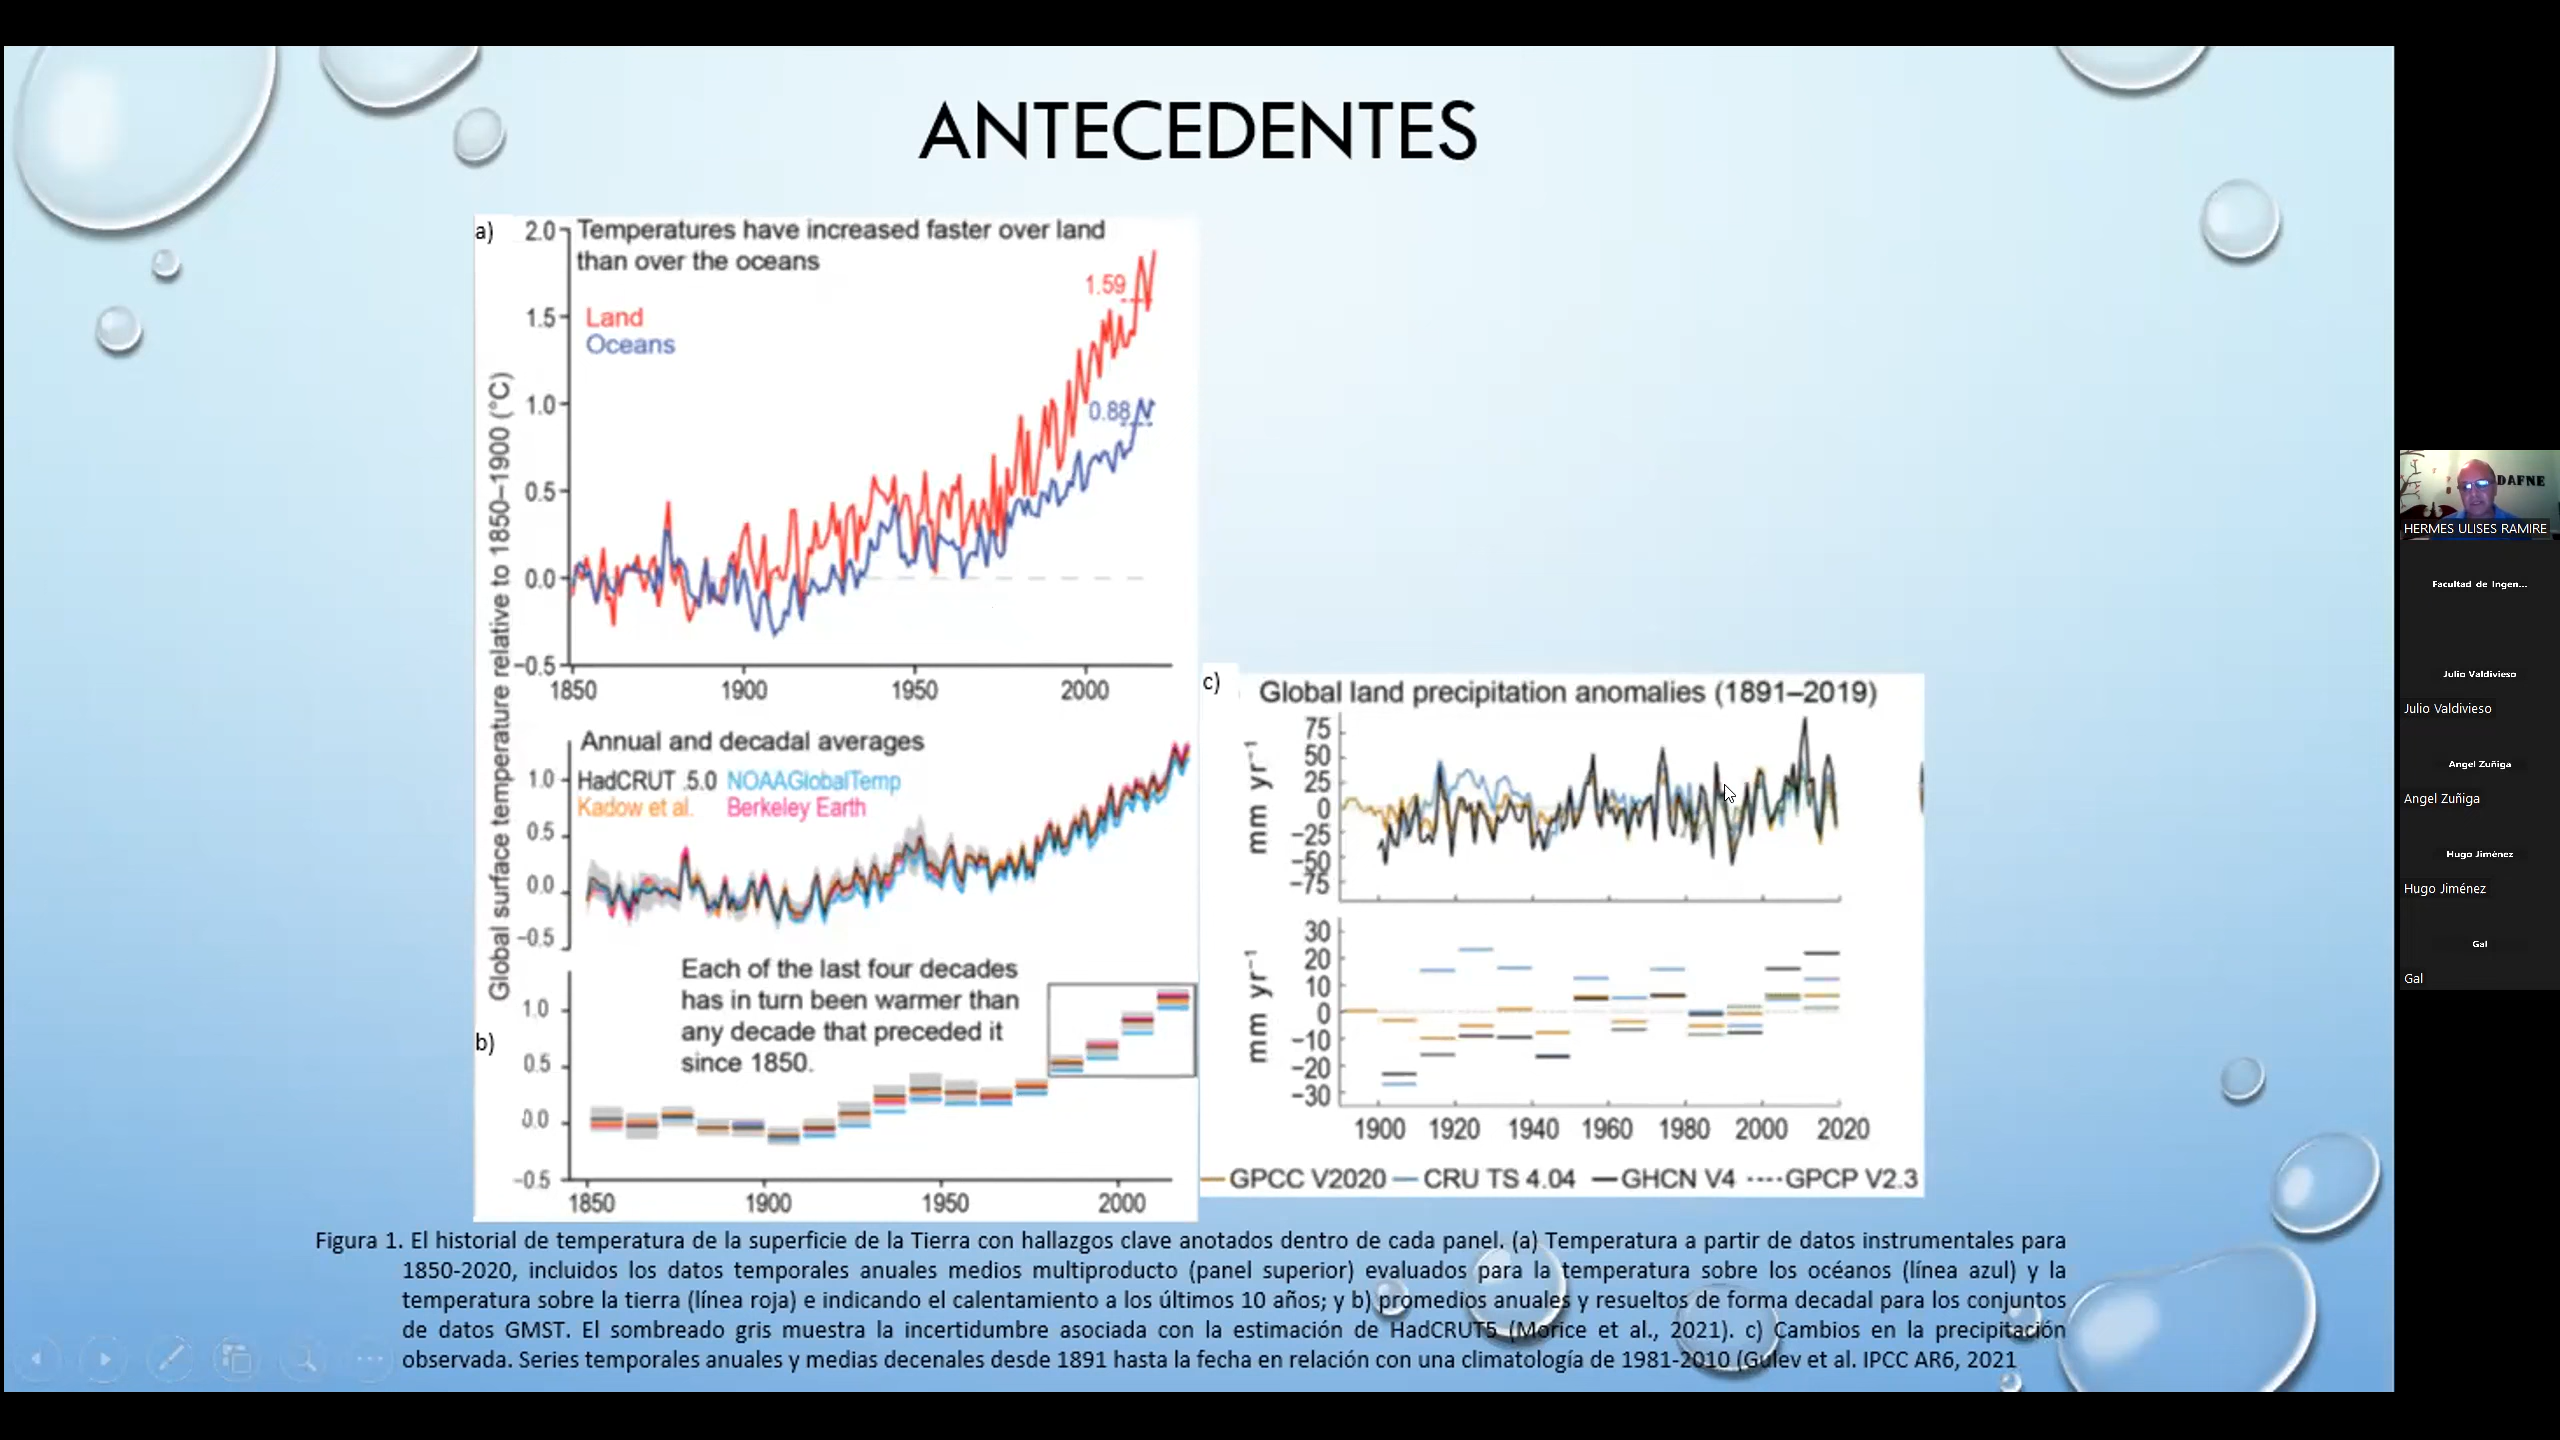 ANTECEDENTES
a)
2.0
Temperatures have increased faster over land
than over the oceans
1.59
1.5
Land
Oceans
1.0
0.88
0.5
0.0
−0.5
1850 1900 1950 2000
Global surface temperature relative to 1850–1900 (°C)
Annual and decadal averages
1.0
HadCRUT .5.0 NOAAGlobalTemp
Kadow et al. Berkeley Earth
0.5
0.0
−0.5
b)
Each of the last four decades
has in turn been warmer than
any decade that preceded it
since 1850.
1.0
0.5
0.0
−0.5
1850 1900 1950 2000
c)
Global land precipitation anomalies (1891–2019)
75
50
25
0
−25
−50
−75
mm yr⁻¹
30
20
10
0
−10
−20
−30
mm yr⁻¹
1900 1920 1940 1960 1980 2000 2020
GPCC V2020 CRU TS 4.04 GHCN V4 GPCP V2.3
Figura 1. El historial de temperatura de la superficie de la Tierra con hallazgos clave anotados dentro de cada panel. (a) Temperatura a partir de datos instrumentales para
1850-2020, incluidos los datos temporales anuales medios multiproducto (panel superior) evaluados para la temperatura sobre los océanos (línea azul) y la
temperatura sobre la tierra (línea roja) e indicando el calentamiento a los últimos 10 años; y b) promedios anuales y resueltos de forma decadal para los conjuntos
de datos GMST. El sombreado gris muestra la incertidumbre asociada con la estimación de HadCRUT5 (Morice et al., 2021). c) Cambios en la precipitación
observada. Series temporales anuales y medias decenales desde 1891 hasta la fecha en relación con una climatología de 1981-2010 (Gulev et al. IPCC AR6, 2021
DAFNE
HERMES ULISES RAMIRE
Facultad de Ingen...
Julio Valdivieso
Julio Valdivieso
Angel Zuñiga
Angel Zuñiga
Hugo Jiménez
Hugo Jiménez
Gal
Gal